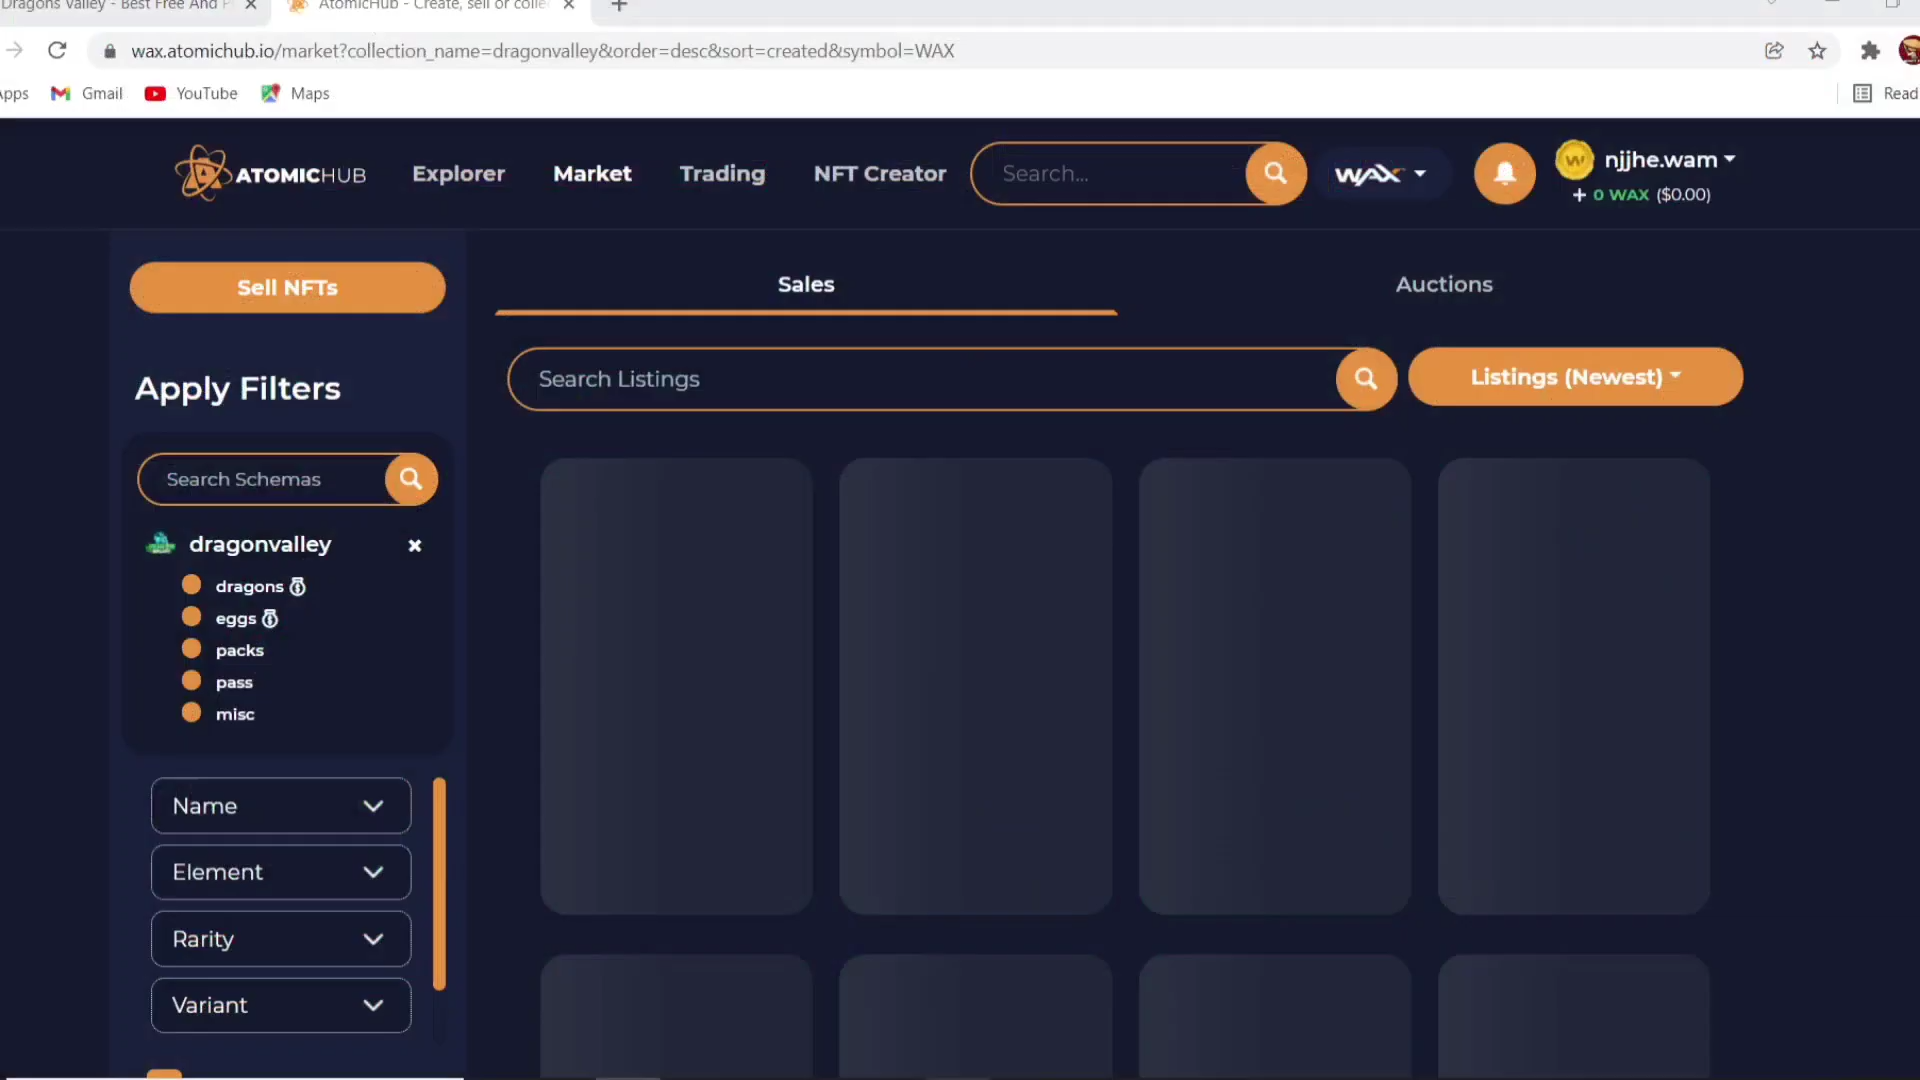 Dragons Valley - Best Free And
AtomicHub - Create, sell or colle
wax.atomichub.io/market?collection_name=dragonvalley&order=desc&sort=created&symbol=WAX
Gmail
YouTube
Maps
Read
ATOMICHUB
Explorer
Market
Trading
NFT Creator
Search...
WAX
njjhe.wam
+ 0 WAX ($0.00)
Sell NFTs
Sales
Auctions
Apply Filters
Search Listings
Listings (Newest)
Search Schemas
dragonvalley
dragons
eggs
packs
pass
misc
Name
Element
Rarity
Variant